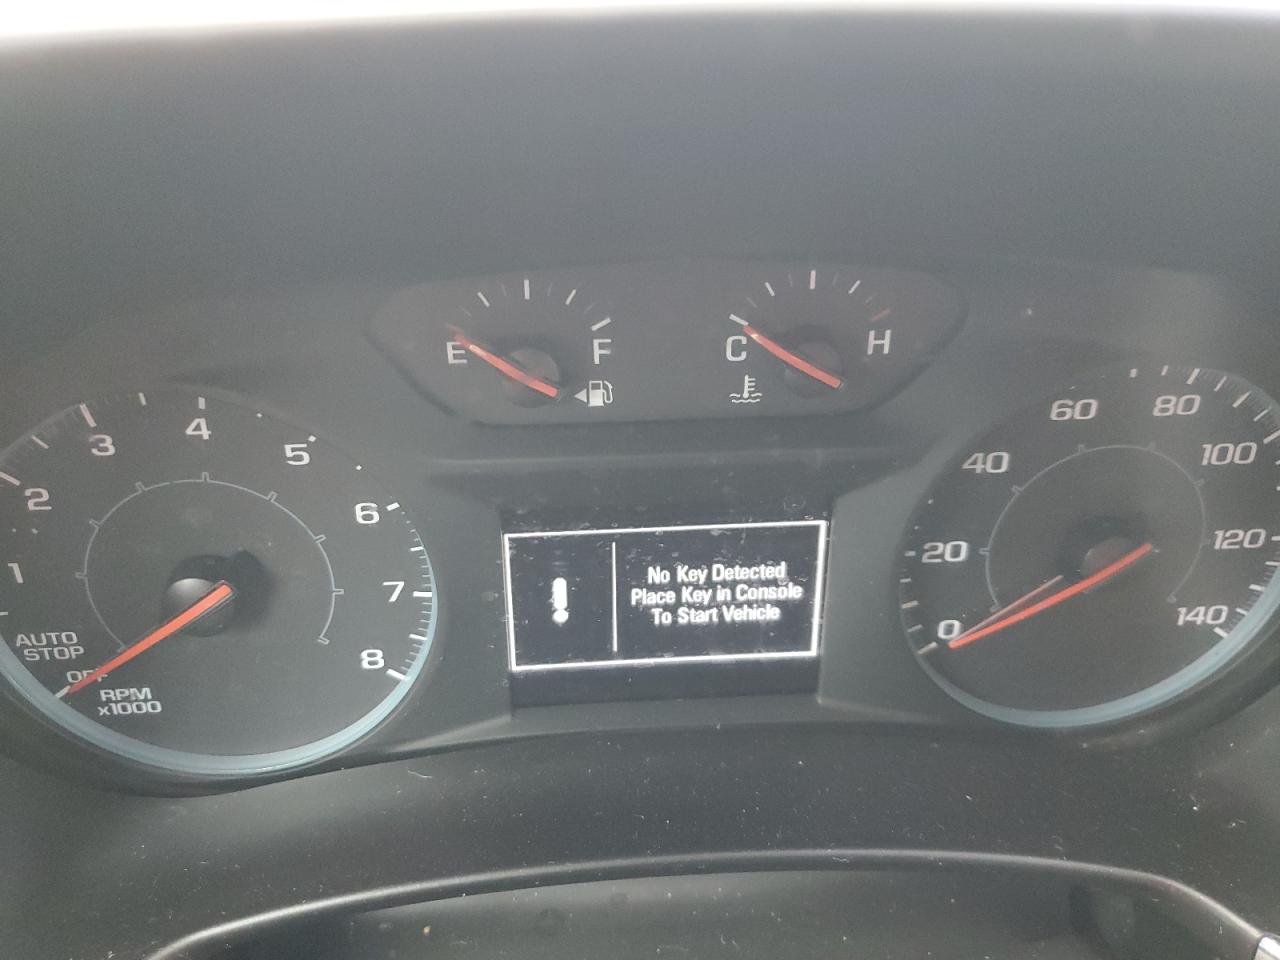 E
F
C
H
1
2
3
4
5
6
7
8
AUTO
STOP
OFF
RPM
x1000
No Key Detected
Place Key in Console
To Start Vehicle
0
20
40
60
80
100
120
140